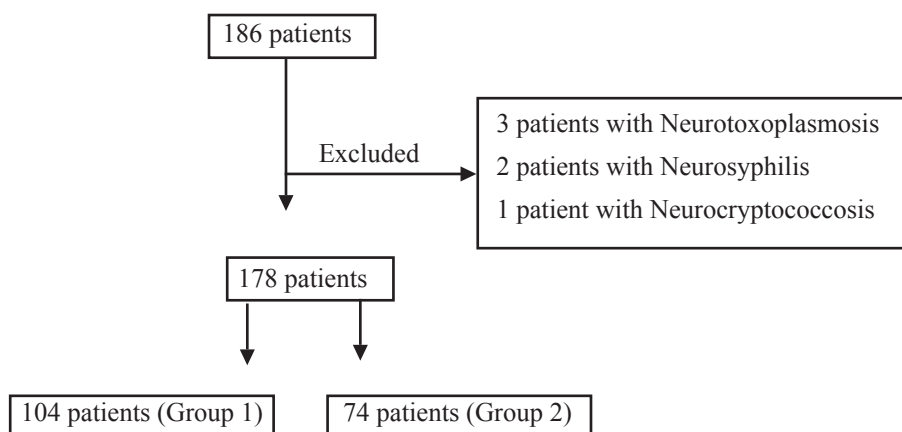 186 patients
Excluded
3 patients with Neurotoxoplasmosis
2 patients with Neurosyphilis
1 patient with Neurocryptococcosis
178 patients
104 patients (Group 1)
74 patients (Group 2)